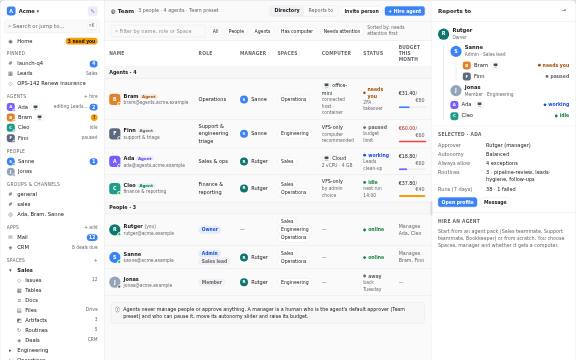 Acme
Search or jump to...
Home
3 need you
PINNED
launch-q4
4
Leads
Sales
OPS-142 Renew insurance
AGENTS
+ hire
Ada
editing Leads...
2
Bram
Cleo
idle
Finn
paused
PEOPLE
Sanne
1
Jonas
GROUPS & CHANNELS
general
sales
Ada, Bram, Sanne
APPS
+ add
Mail
12
CRM
8 deals due
SPACES
+
Sales
Issues
12
Tables
Docs
Files
Drive
Artifacts
3
Routines
5
Deals
CRM
Engineering
Team
3 people · 4 agents · Team preset
Directory
Reports to
Invite person
+ Hire agent
Filter by name, role or Space
All
People
Agents
Has computer
Needs attention
Sorted by: needs attention first
NAME
ROLE
MANAGER
SPACES
COMPUTER
STATUS
BUDGET THIS MONTH
Agents · 4
Bram
Agent
bram@agents.acme.example
Operations
Sanne
Operations
office-mini
connected host · container
needs you
2FA · takeover
€31.40/
€80
Finn
Agent
support & triage
Support & engineering triage
Sanne
Engineering
VFS-only
computer recommended
paused
budget limit
€60.00/
€60
Ada
Agent
ada@agents.acme.example
Sales & ops
Rutger
Sales
Cloud
2 vCPU · 4 GB
working
Leads clean-up
€18.80/
€60
Cleo
Agent
finance & reporting
Finance & reporting
Rutger
Operations
VFS-only
by admin choice
idle
next run 14:00
€37.80/
€40
People · 3
Rutger (you)
rutger@acme.example
Owner
—
Sales
Engineering
Operations
—
online
Manages Ada, Cleo
Sanne
sanne@acme.example
Admin
Sales lead
Rutger
Sales
Operations
—
online
Manages Bram, Finn
Jonas
jonas@acme.example
Member
Rutger
Engineering
—
away
back Tuesday
—
Agents never manage people or approve anything. A manager is a human who is the agent's default approver (Team preset) and who can pause it, move its autonomy slider and raise its budget.
Reports to
→
Rutger
Owner
Sanne
Admin · Sales lead
Bram
needs you
Finn
paused
Jonas
Member · Engineering
Ada
working
Cleo
idle
SELECTED · ADA
Approver
Rutger (manager)
Autonomy
Balanced
Always allow
4 exceptions
Routines
3 · pipeline-review, leads-hygiene, follow-ups
Runs (7 days)
38 · 1 failed
Open profile
Message
HIRE AN AGENT
Start from an agent pack (Sales teammate, Support teammate, Bookkeeper) or from scratch. You choose Spaces, manager and whether it gets a computer.